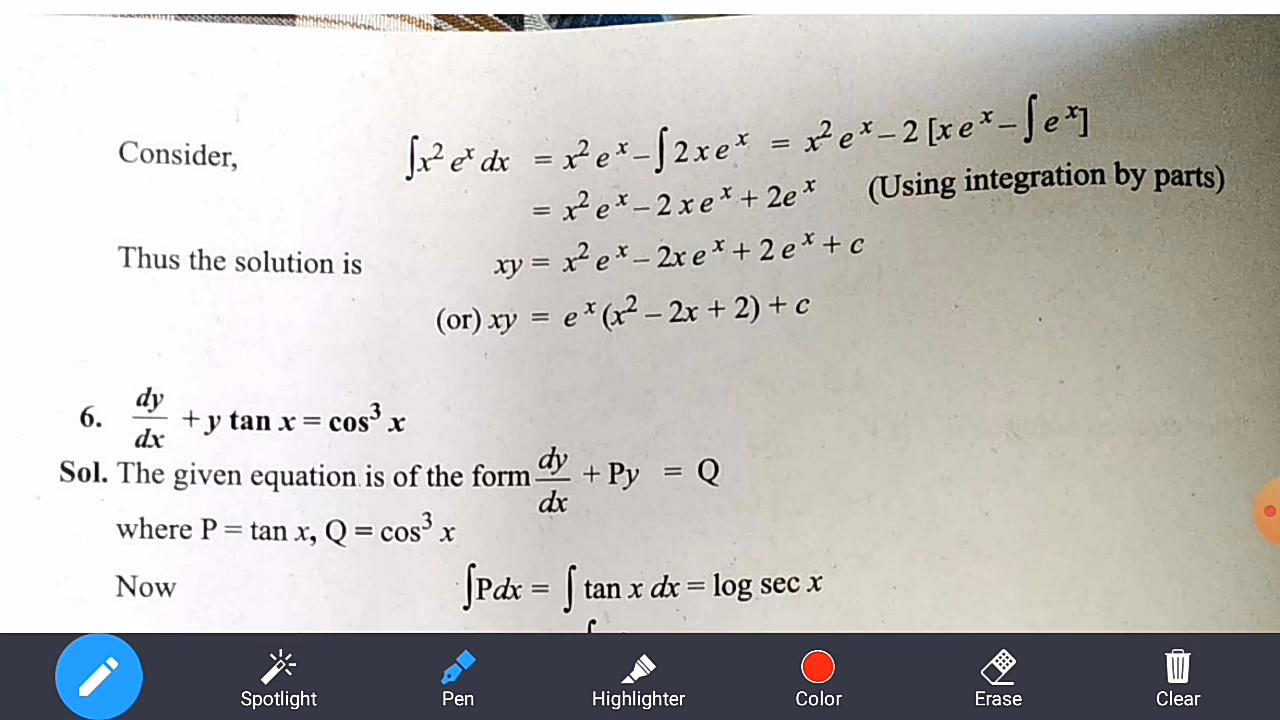 Consider, ∫x² eˣ dx = x² eˣ – ∫2 x eˣ = x² eˣ – 2 [x eˣ – ∫eˣ]
= x² eˣ – 2 x eˣ + 2eˣ (Using integration by parts)
Thus the solution is xy = x² eˣ – 2x eˣ + 2 eˣ + c
(or) xy = eˣ (x² – 2x + 2) + c
6. dy/dx + y tan x = cos³ x
Sol. The given equation is of the form dy/dx + Py = Q
where P = tan x, Q = cos³ x
Now ∫Pdx = ∫ tan x dx = log sec x
Spotlight Pen Highlighter Color Erase Clear